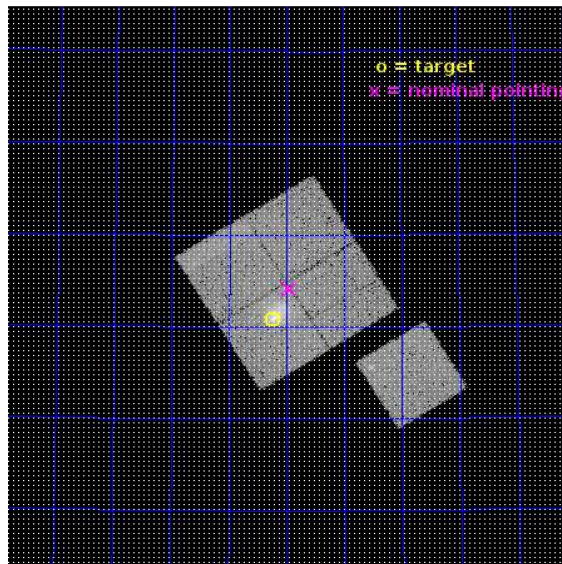 o = target
x = nominal pointing